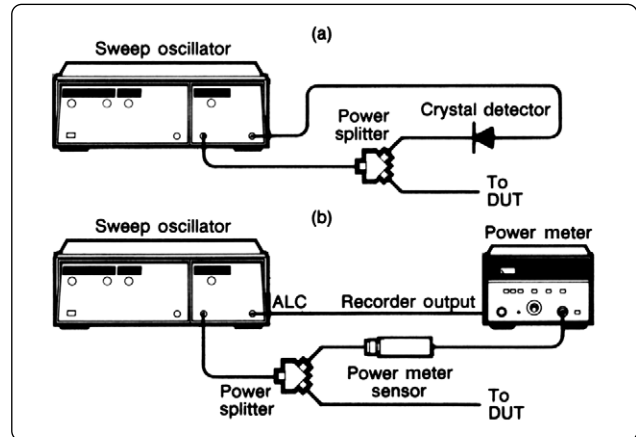 (a)
Sweep oscillator
Power
splitter
Crystal detector
To
DUT
(b)
Sweep oscillator
Power meter
ALC
Recorder output
Power
splitter
Power meter
sensor
To
DUT